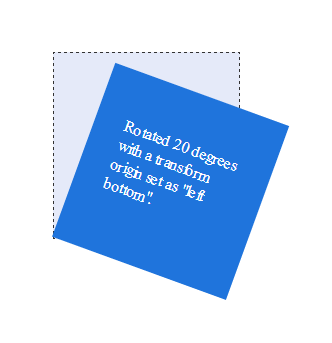 Rotated 20 degrees
with a transform
origin set as "left
bottom".